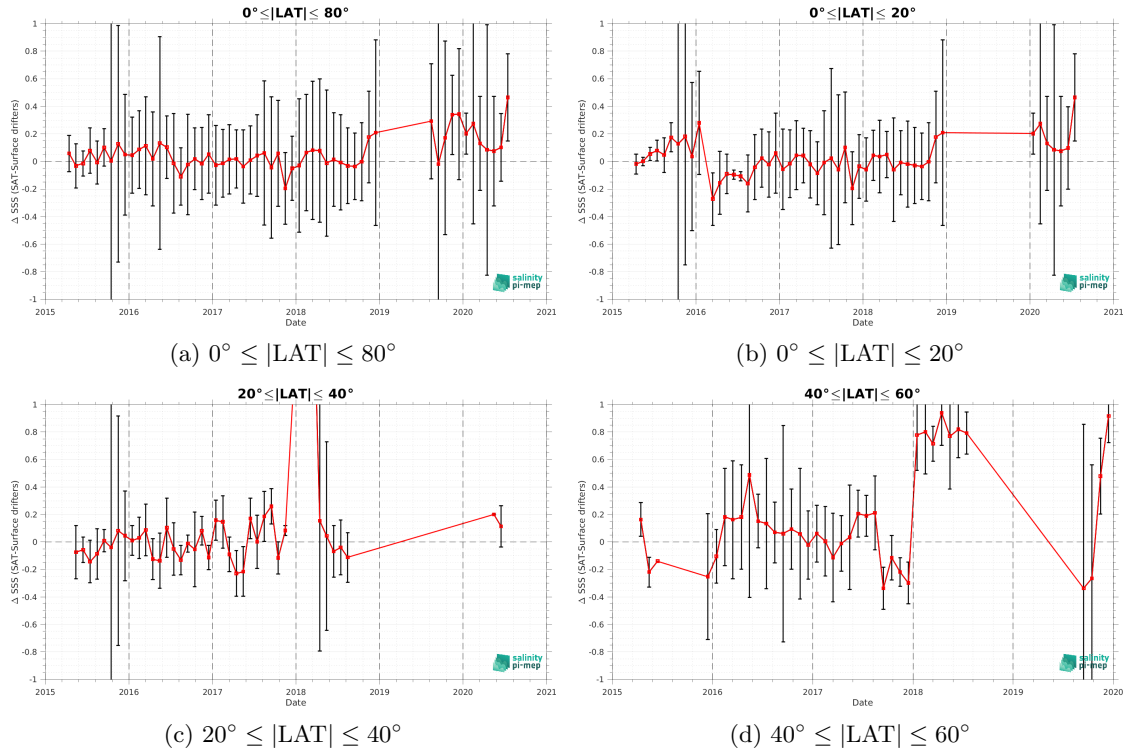 0°≤|LAT|≤ 80°
Δ SSS (SAT-Surface drifters)
1
0.8
0.6
0.4
0.2
0
-0.2
-0.4
-0.6
-0.8
-1
salinity
pi-mep
2015 2016 2017 2018 2019 2020 2021
Date
(a) 0° ≤ |LAT| ≤ 80°
0°≤|LAT|≤ 20°
Δ SSS (SAT-Surface drifters)
1
0.8
0.6
0.4
0.2
0
-0.2
-0.4
-0.6
-0.8
-1
salinity
pi-mep
2015 2016 2017 2018 2019 2020 2021
Date
(b) 0° ≤ |LAT| ≤ 20°
20°≤|LAT|≤ 40°
Δ SSS (SAT-Surface drifters)
1
0.8
0.6
0.4
0.2
0
-0.2
-0.4
-0.6
-0.8
-1
salinity
pi-mep
2015 2016 2017 2018 2019 2020 2021
Date
(c) 20° ≤ |LAT| ≤ 40°
40°≤|LAT|≤ 60°
Δ SSS (SAT-Surface drifters)
1
0.8
0.6
0.4
0.2
0
-0.2
-0.4
-0.6
-0.8
-1
salinity
pi-mep
2015 2016 2017 2018 2019 2020
Date
(d) 40° ≤ |LAT| ≤ 60°